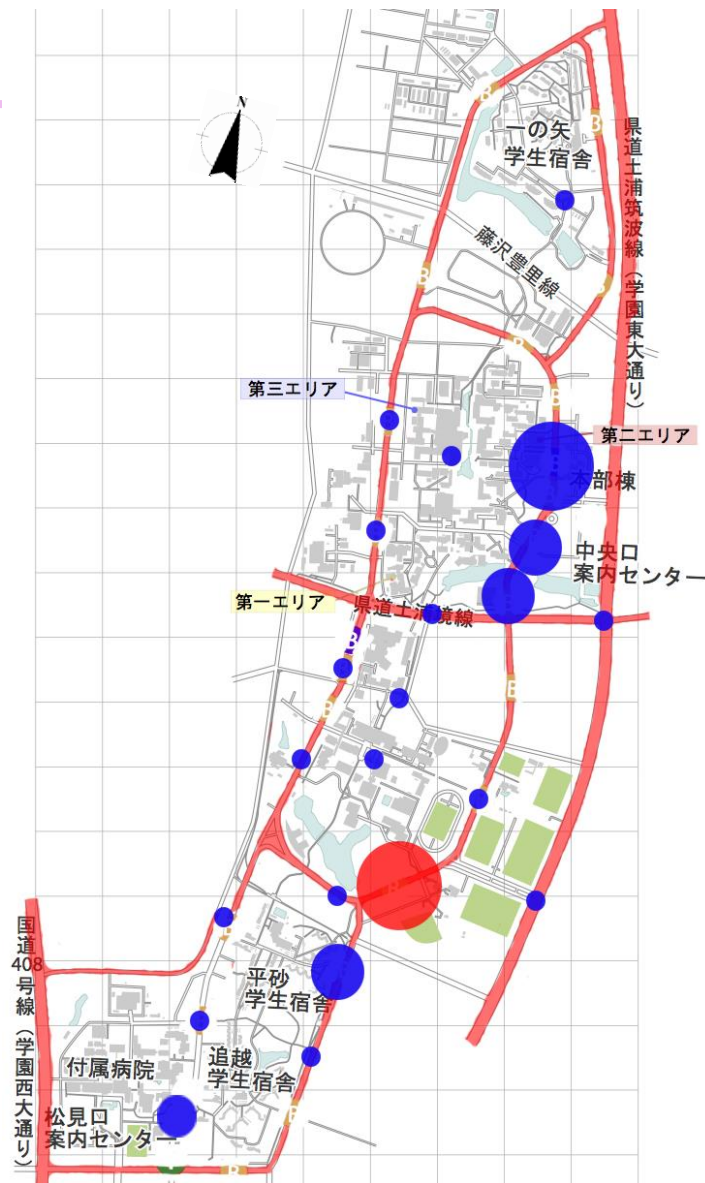 N
B
B
一の矢
学生宿舎
県道土浦筑波線(学園東大通り)
藤沢豊里線
B
B
B
B
第三エリア
第二エリア
本部棟
中央口
案内センター
第一エリア
県道土浦境線
B
B
B
B
B
平砂
学生宿舎
国道
408
号線(学園西大通り)
付属病院
追越
学生宿舎
松見口
案内センター
B
B